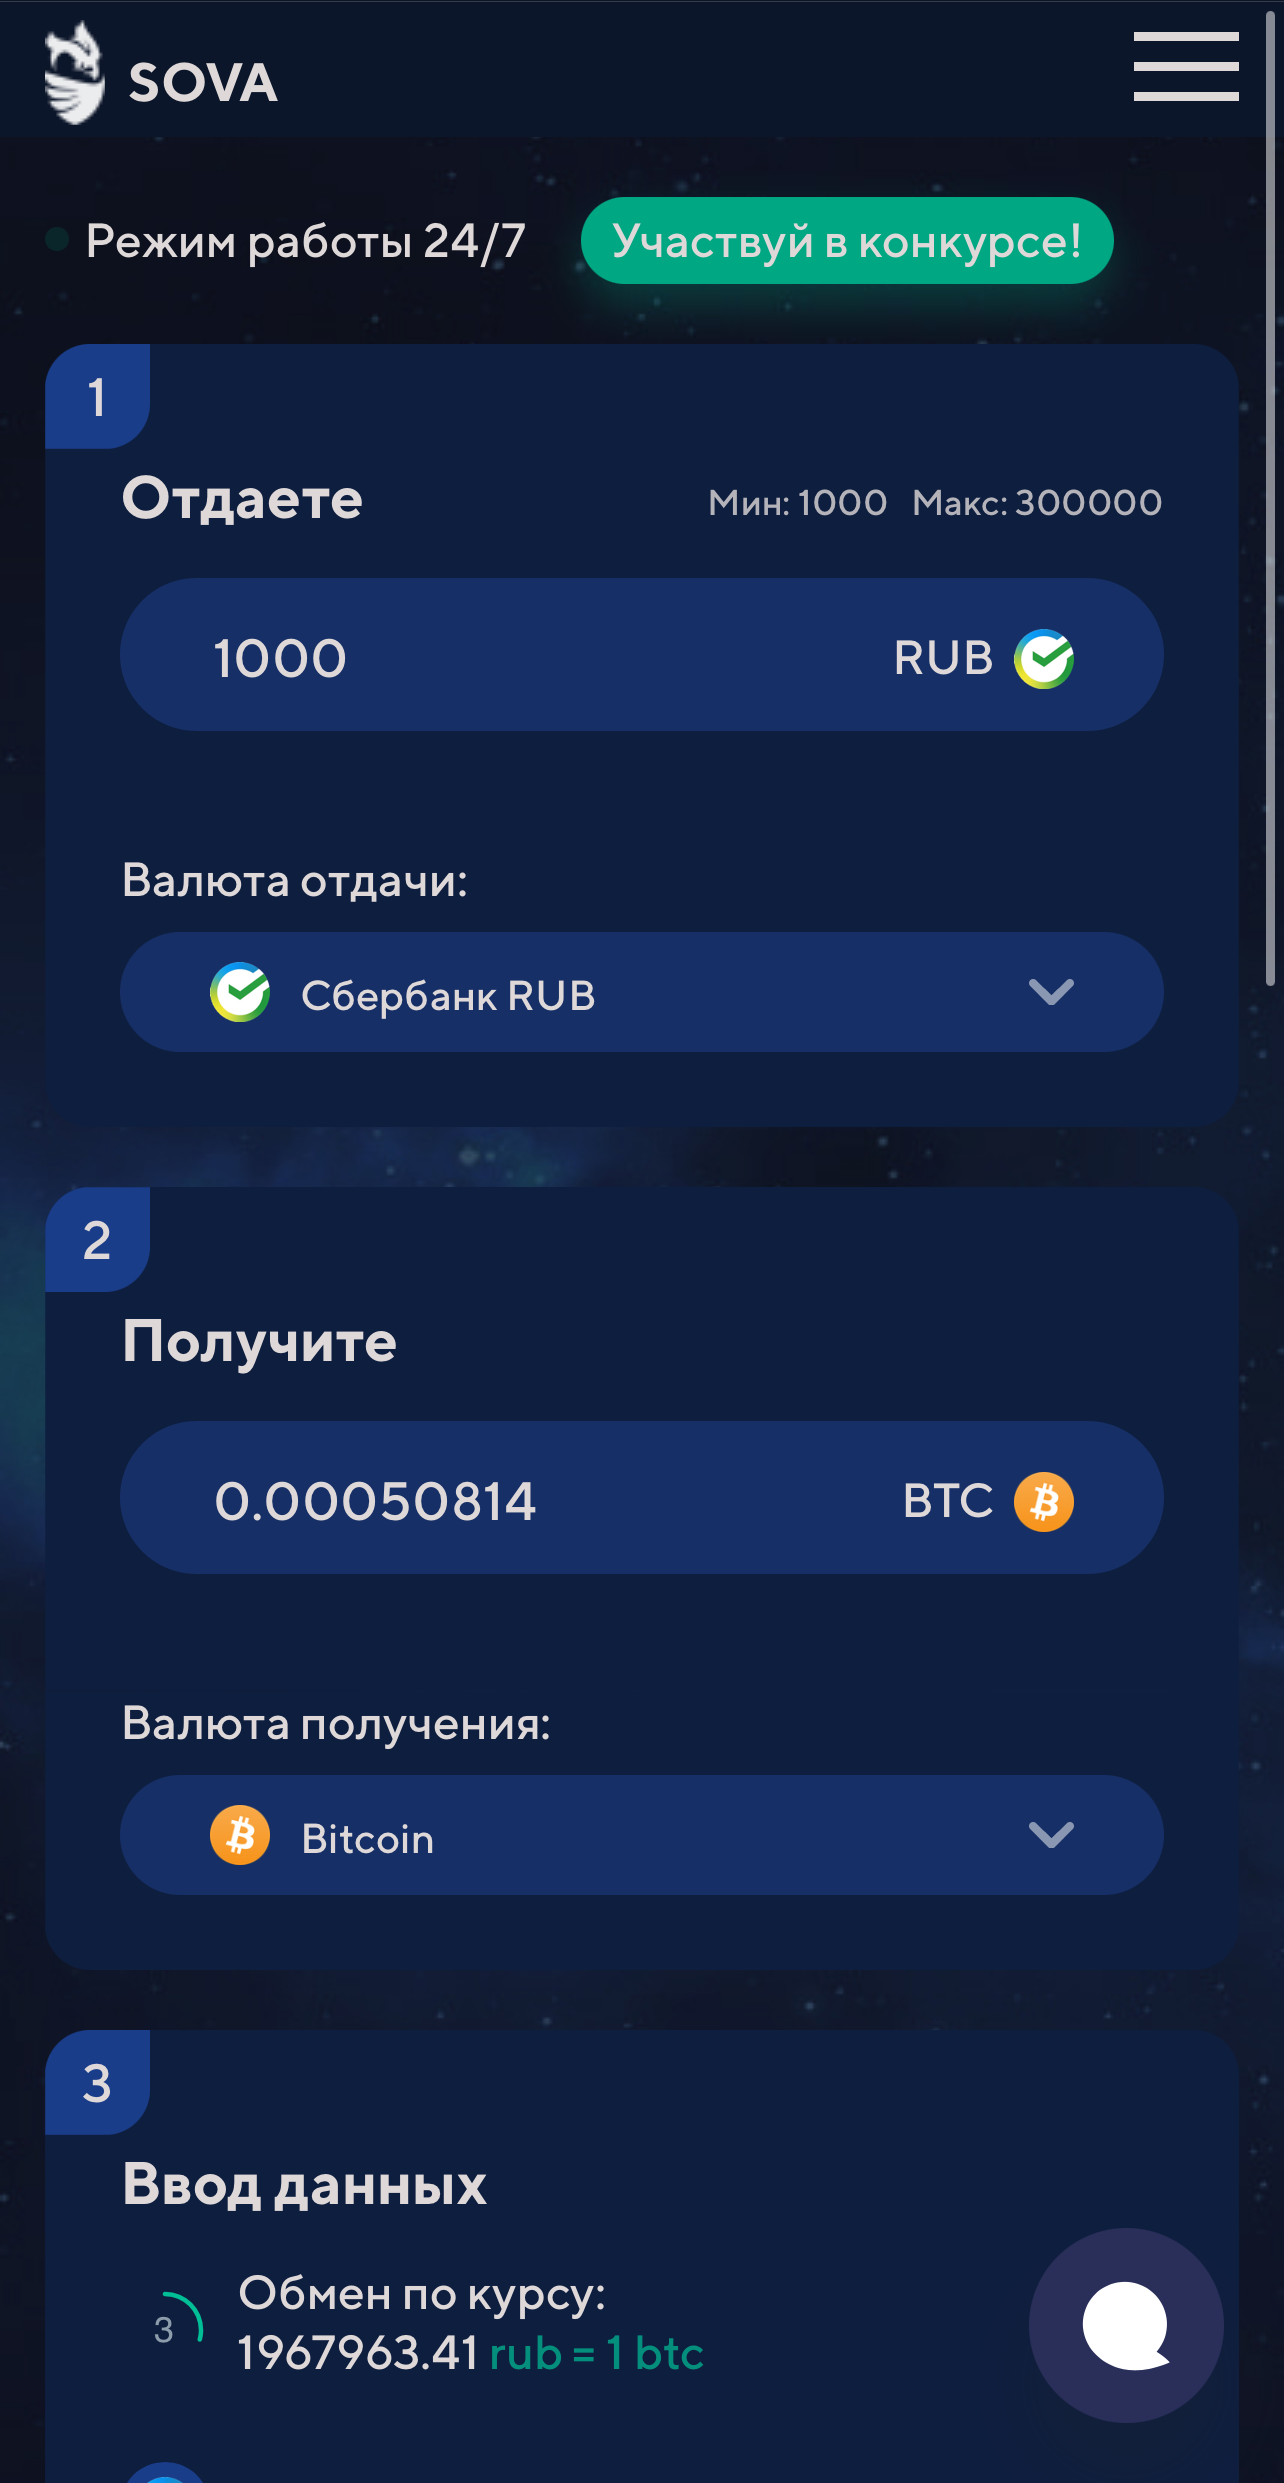 SOVA
Режим работы 24/7
Участвуй в конкурсе!
1
Отдаете
Мин: 1000 Макс: 300000
1000
RUB
Валюта отдачи:
Сбербанк RUB
2
Получите
0.00050814
BTC
Валюта получения:
Bitcoin
3
Ввод данных
3
Обмен по курсу:
1967963.41 rub = 1 btc